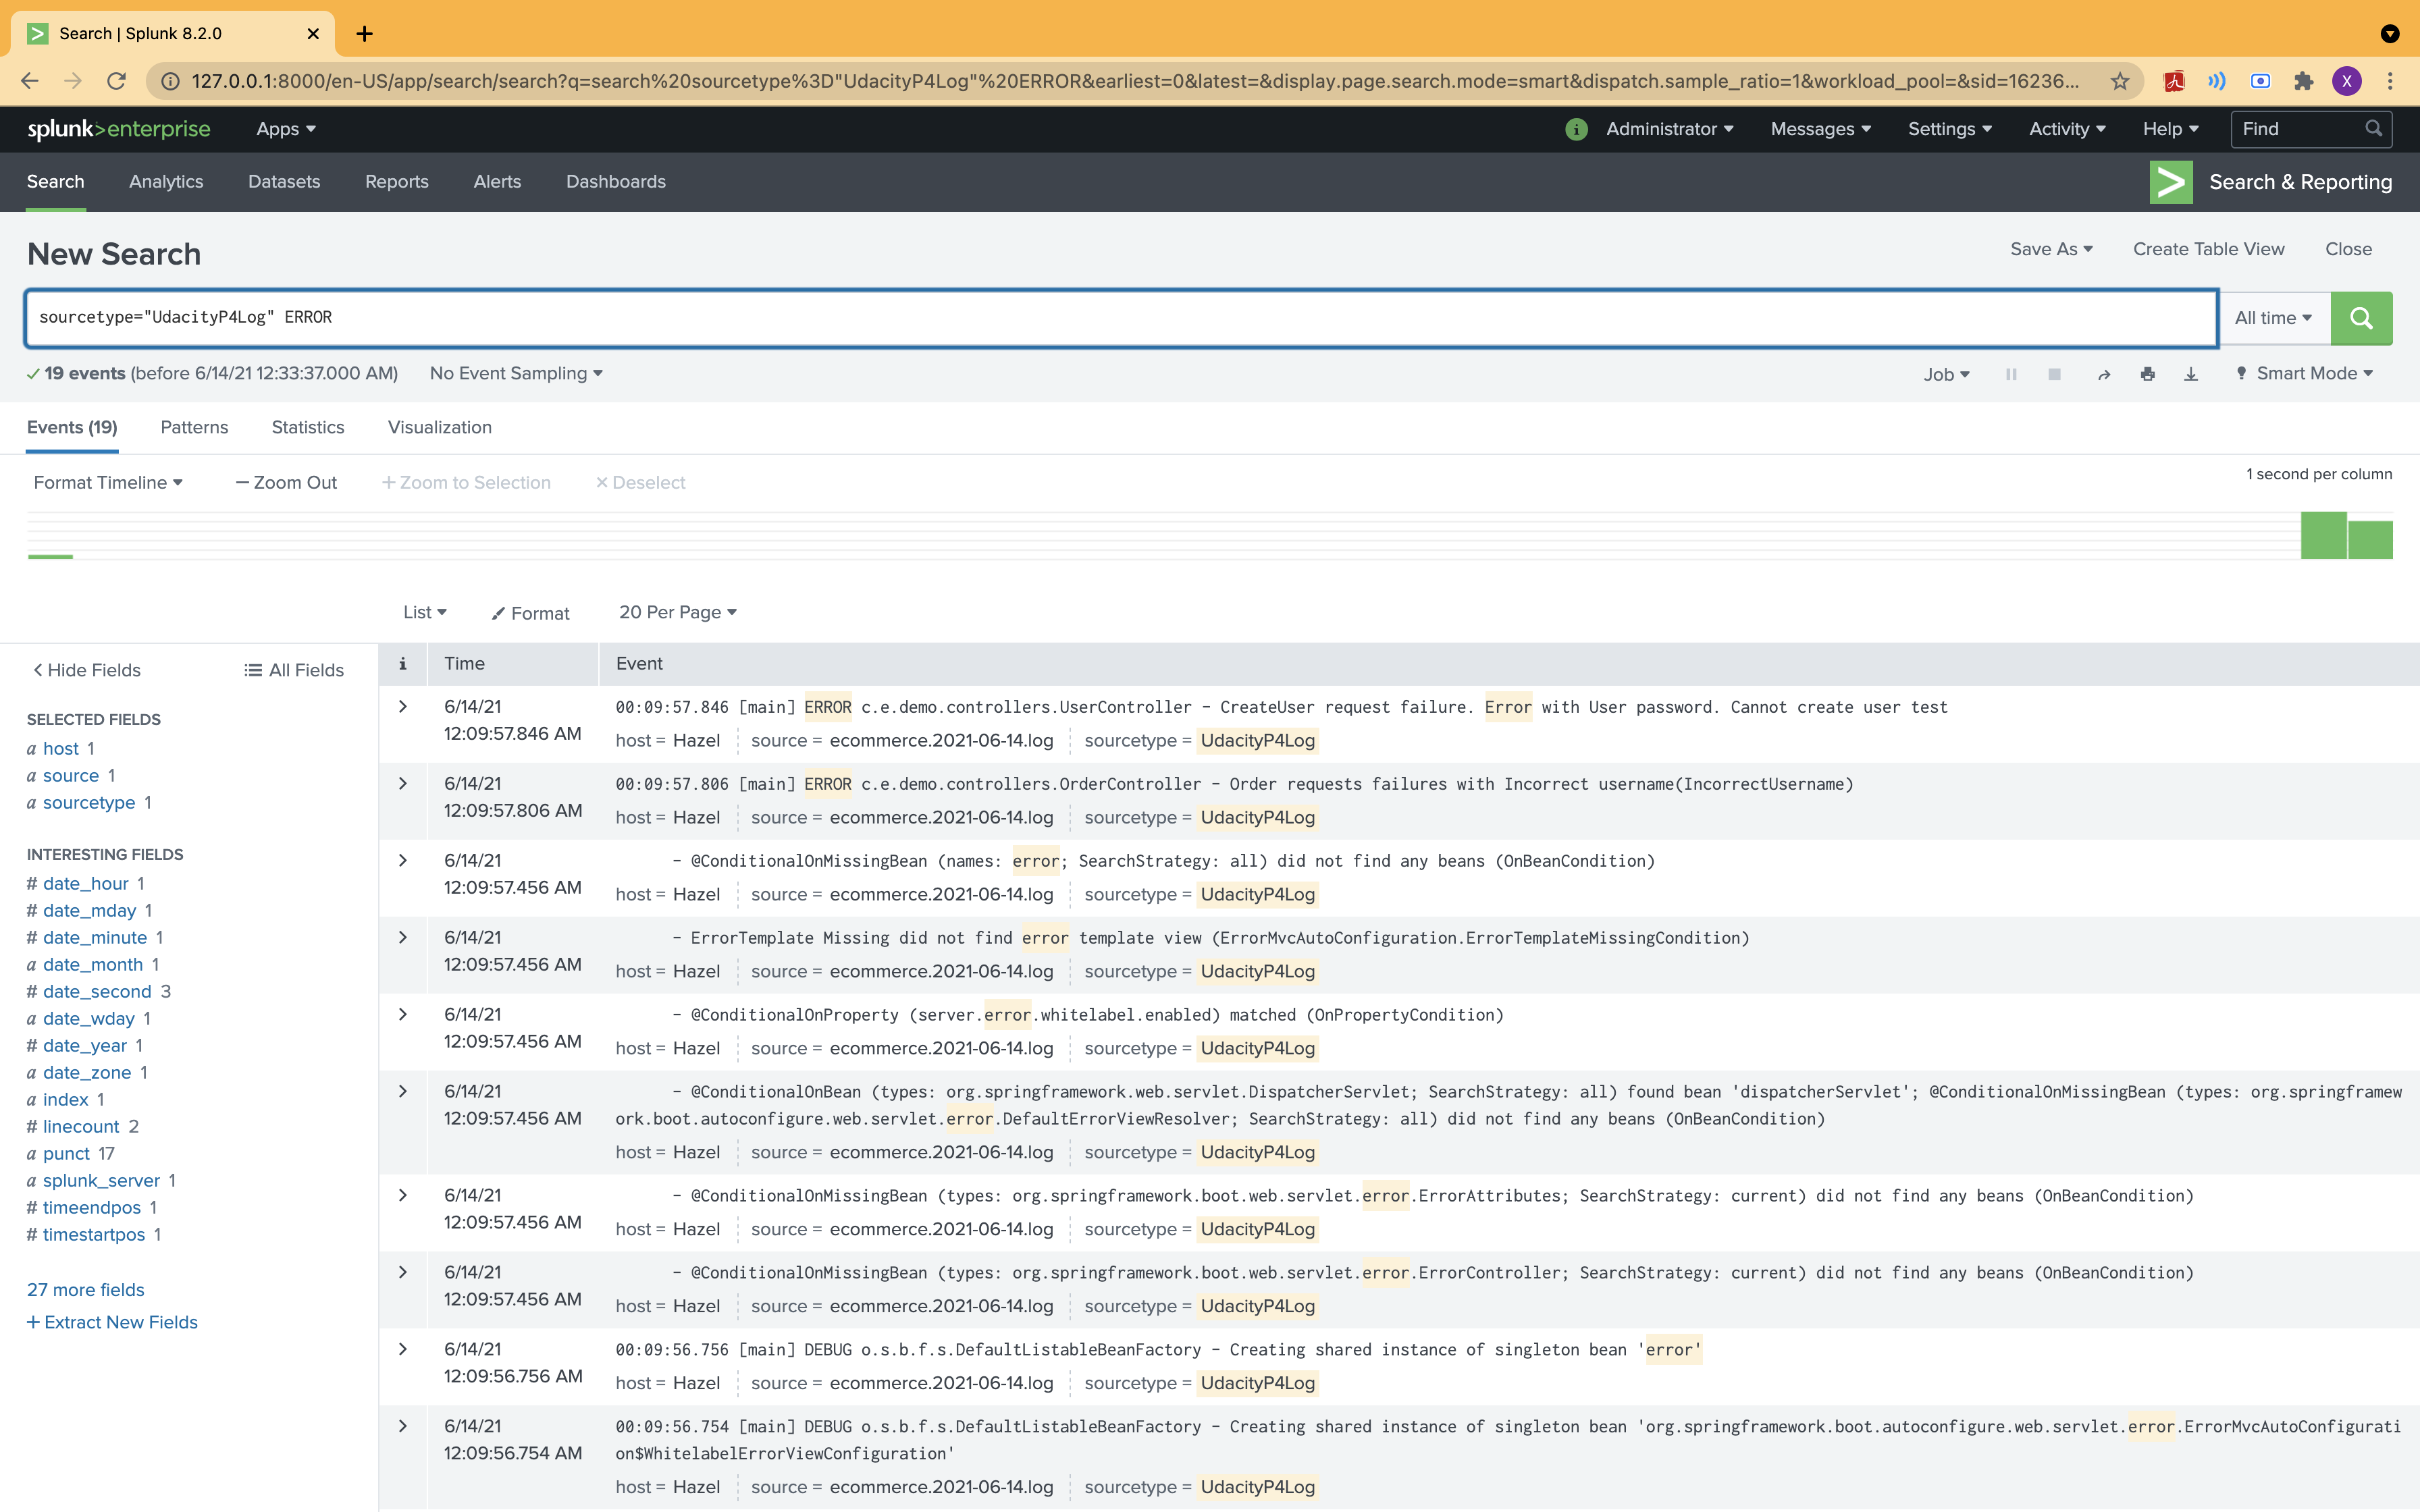 Search | Splunk 8.2.0
127.0.0.1:8000/en-US/app/search/search?q=search%20sourcetype%3D"UdacityP4Log"%20ERROR&earliest=0&latest=&display.page.search.mode=smart&dispatch.sample_ratio=1&workload_pool=&sid=16236...
X
splunk>enterprise Apps i Administrator Messages Settings Activity Help Find
Search Analytics Datasets Reports Alerts Dashboards > Search & Reporting
New Search
Save As Create Table View Close
sourcetype="UdacityP4Log" ERROR
All time
19 events (before 6/14/21 12:33:37.000 AM) No Event Sampling Job Smart Mode
Events (19) Patterns Statistics Visualization
Format Timeline — Zoom Out + Zoom to Selection × Deselect
1 second per column
List Format 20 Per Page
< Hide Fields All Fields
SELECTED FIELDS
a host 1
a source 1
a sourcetype 1
INTERESTING FIELDS
# date_hour 1
# date_mday 1
# date_minute 1
a date_month 1
# date_second 3
a date_wday 1
# date_year 1
a date_zone 1
a index 1
# linecount 2
a punct 17
a splunk_server 1
# timeendpos 1
# timestartpos 1
27 more fields
+ Extract New Fields
i Time Event
6/14/21
12:09:57.846 AM
00:09:57.846 [main] ERROR c.e.demo.controllers.UserController - CreateUser request failure. Error with User password. Cannot create user test
host = Hazel source = ecommerce.2021-06-14.log sourcetype = UdacityP4Log
6/14/21
12:09:57.806 AM
00:09:57.806 [main] ERROR c.e.demo.controllers.OrderController - Order requests failures with Incorrect username(IncorrectUsername)
host = Hazel source = ecommerce.2021-06-14.log sourcetype = UdacityP4Log
6/14/21
12:09:57.456 AM
- @ConditionalOnMissingBean (names: error; SearchStrategy: all) did not find any beans (OnBeanCondition)
host = Hazel source = ecommerce.2021-06-14.log sourcetype = UdacityP4Log
6/14/21
12:09:57.456 AM
- ErrorTemplate Missing did not find error template view (ErrorMvcAutoConfiguration.ErrorTemplateMissingCondition)
host = Hazel source = ecommerce.2021-06-14.log sourcetype = UdacityP4Log
6/14/21
12:09:57.456 AM
- @ConditionalOnProperty (server.error.whitelabel.enabled) matched (OnPropertyCondition)
host = Hazel source = ecommerce.2021-06-14.log sourcetype = UdacityP4Log
6/14/21
12:09:57.456 AM
- @ConditionalOnBean (types: org.springframework.web.servlet.DispatcherServlet; SearchStrategy: all) found bean 'dispatcherServlet'; @ConditionalOnMissingBean (types: org.springframew
ork.boot.autoconfigure.web.servlet.error.DefaultErrorViewResolver; SearchStrategy: all) did not find any beans (OnBeanCondition)
host = Hazel source = ecommerce.2021-06-14.log sourcetype = UdacityP4Log
6/14/21
12:09:57.456 AM
- @ConditionalOnMissingBean (types: org.springframework.boot.web.servlet.error.ErrorAttributes; SearchStrategy: current) did not find any beans (OnBeanCondition)
host = Hazel source = ecommerce.2021-06-14.log sourcetype = UdacityP4Log
6/14/21
12:09:57.456 AM
- @ConditionalOnMissingBean (types: org.springframework.boot.web.servlet.error.ErrorController; SearchStrategy: current) did not find any beans (OnBeanCondition)
host = Hazel source = ecommerce.2021-06-14.log sourcetype = UdacityP4Log
6/14/21
12:09:56.756 AM
00:09:56.756 [main] DEBUG o.s.b.f.s.DefaultListableBeanFactory - Creating shared instance of singleton bean 'error'
host = Hazel source = ecommerce.2021-06-14.log sourcetype = UdacityP4Log
6/14/21
12:09:56.754 AM
00:09:56.754 [main] DEBUG o.s.b.f.s.DefaultListableBeanFactory - Creating shared instance of singleton bean 'org.springframework.boot.autoconfigure.web.servlet.error.ErrorMvcAutoConfigurati
on$WhitelabelErrorViewConfiguration'
host = Hazel source = ecommerce.2021-06-14.log sourcetype = UdacityP4Log